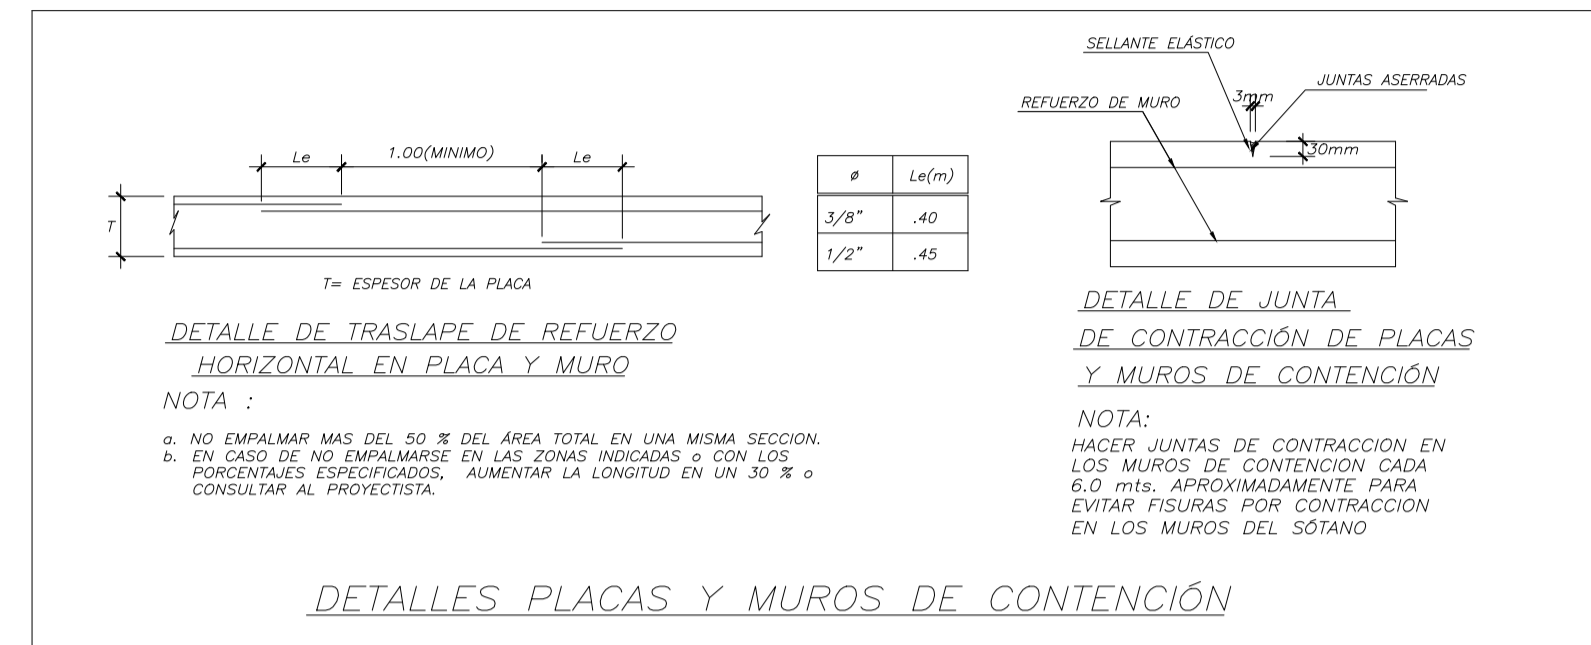 Le
1.00(MINIMO)
Le
T
T= ESPESOR DE LA PLACA
DETALLE DE TRASLAPE DE REFUERZO
HORIZONTAL EN PLACA Y MURO
NOTA :
a. NO EMPALMAR MAS DEL 50 % DEL ÁREA TOTAL EN UNA MISMA SECCION.
b. EN CASO DE NO EMPALMARSE EN LAS ZONAS INDICADAS o CON LOS
PORCENTAJES ESPECIFICADOS, AUMENTAR LA LONGITUD EN UN 30 % o
CONSULTAR AL PROYECTISTA.
ø Le(m)
3/8" .40
1/2" .45
SELLANTE ELÁSTICO
JUNTAS ASERRADAS
3mm
REFUERZO DE MURO
30mm
DETALLE DE JUNTA
DE CONTRACCIÓN DE PLACAS
Y MUROS DE CONTENCIÓN
NOTA:
HACER JUNTAS DE CONTRACCION EN
LOS MUROS DE CONTENCION CADA
6.0 mts. APROXIMADAMENTE PARA
EVITAR FISURAS POR CONTRACCION
EN LOS MUROS DEL SÓTANO
DETALLES PLACAS Y MUROS DE CONTENCIÓN